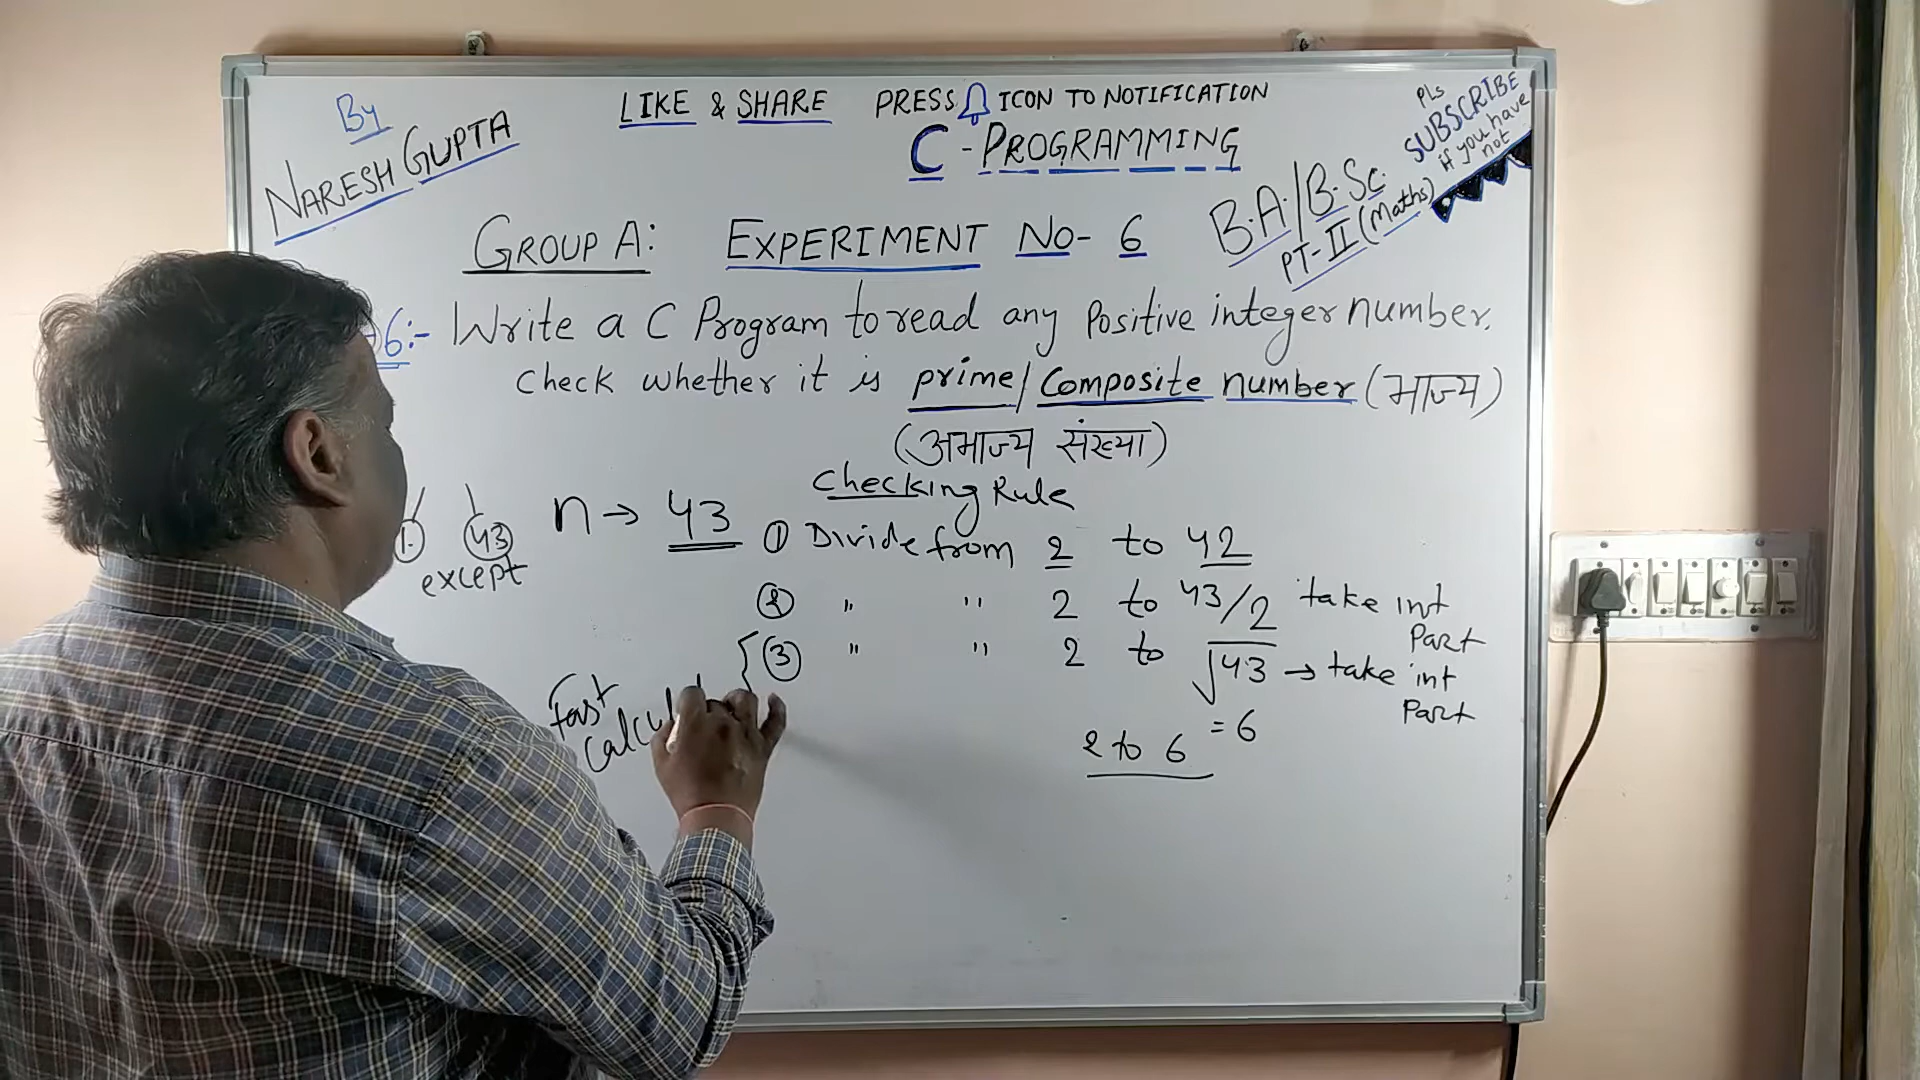 By
NARESH GUPTA
LIKE & SHARE PRESS ICON TO NOTIFICATION
C - PROGRAMMING
PLS
SUBSCRIBE
if you have
not
B.A./B.Sc.
PT-II (Maths)
GROUP A: EXPERIMENT NO- 6
6:- Write a C Program to read any Positive integer number.
Check whether it is prime/Composite number (भाज्य)
(अभाज्य संख्या)
Checking Rule
1 43
except
n → 43
① Divide from 2 to 42
② " " 2 to 43/2 take int Part
③ " " 2 to √43 → take int Part
= 6
2 to 6
fast